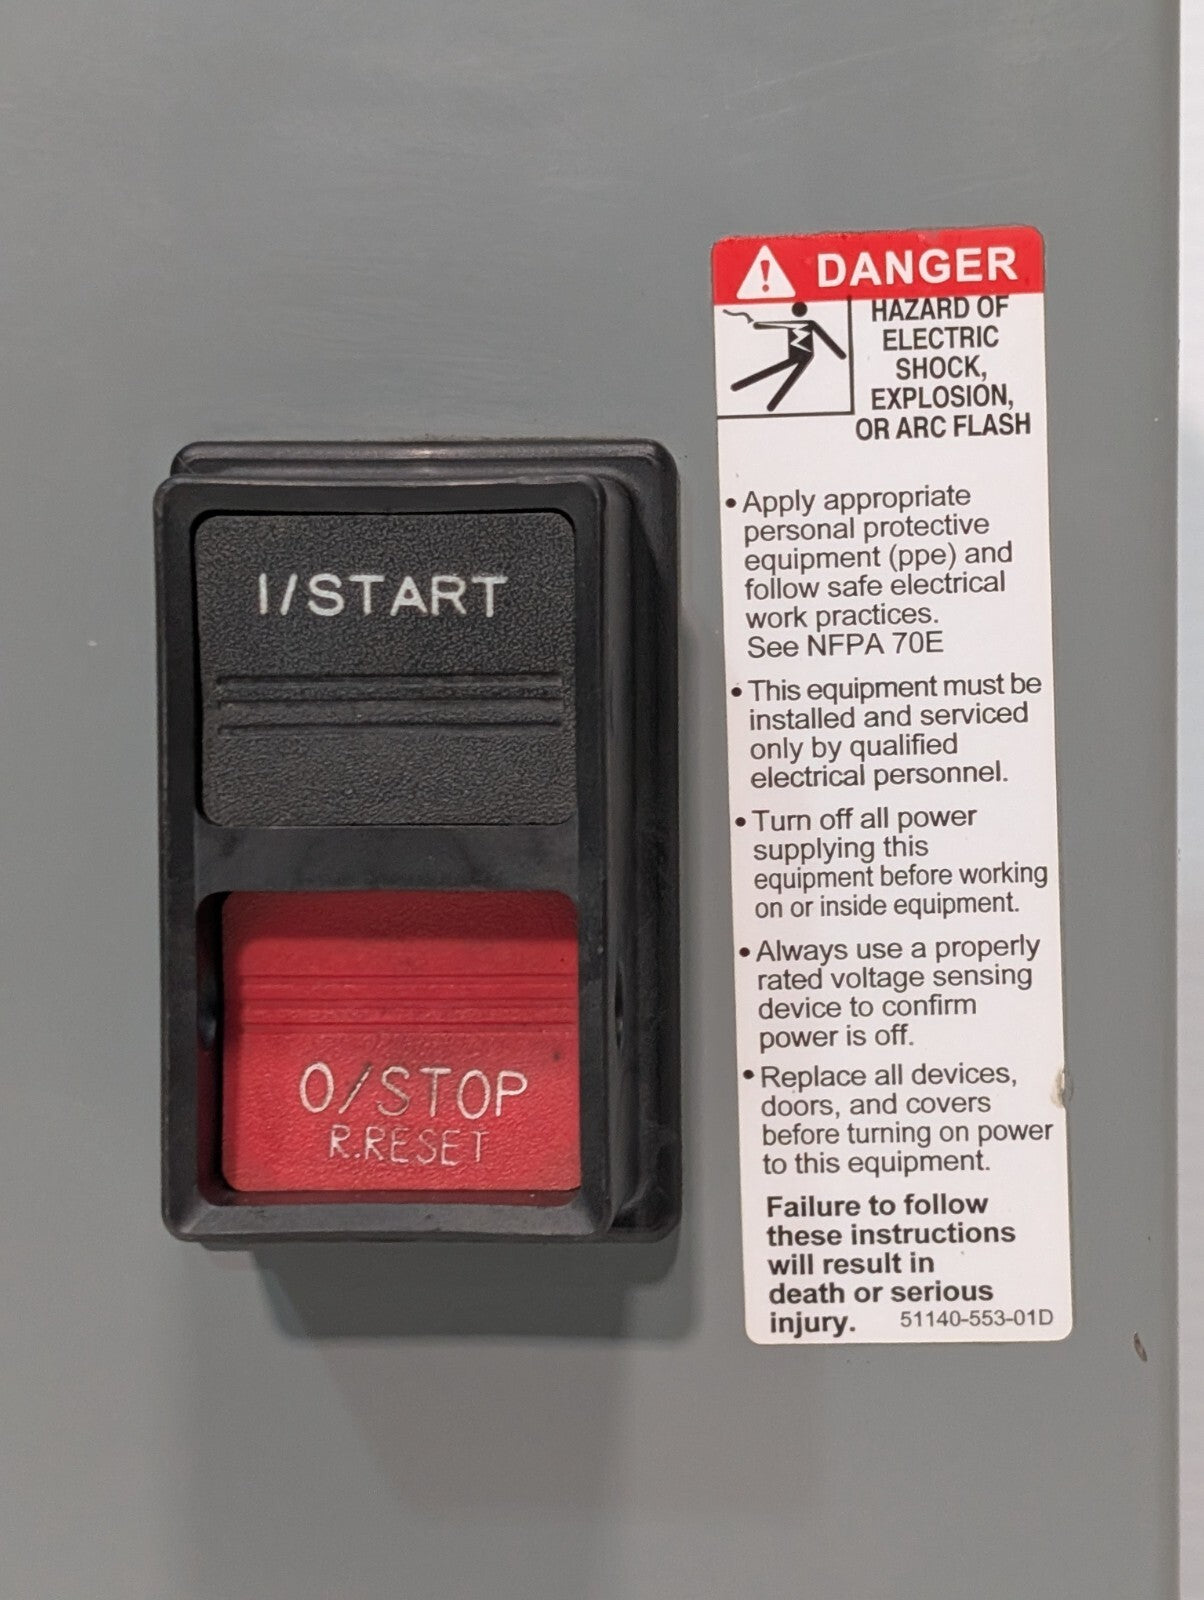 I/START
O/STOP
R.RESET
DANGER
HAZARD OF
ELECTRIC
SHOCK,
EXPLOSION,
OR ARC FLASH
• Apply appropriate
personal protective
equipment (ppe) and
follow safe electrical
work practices.
See NFPA 70E
• This equipment must be
installed and serviced
only by qualified
electrical personnel.
• Turn off all power
supplying this
equipment before working
on or inside equipment.
• Always use a properly
rated voltage sensing
device to confirm
power is off.
• Replace all devices,
doors, and covers
before turning on power
to this equipment.
Failure to follow
these instructions
will result in
death or serious
injury. 51140-553-01D